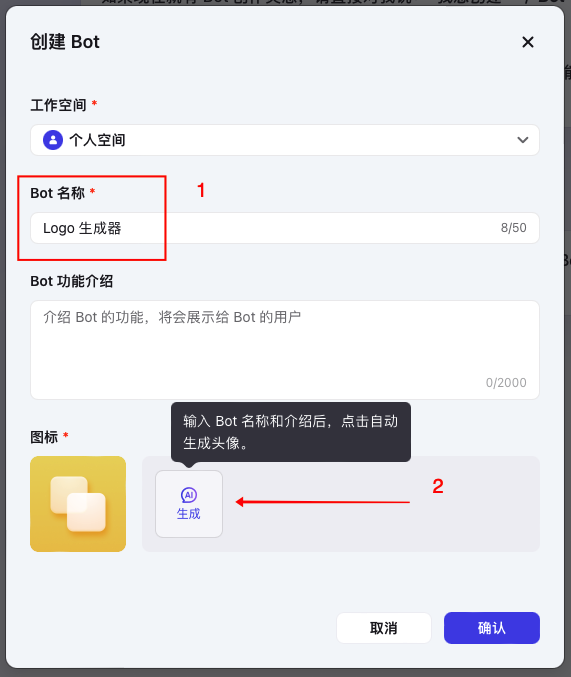 创建 Bot
工作空间 *
个人空间
Bot 名称 *
1
Logo 生成器
8/50
Bot 功能介绍
介绍 Bot 的功能，将会展示给 Bot 的用户
0/2000
输入 Bot 名称和介绍后，点击自动
生成头像。
图标 *
AI
生成
2
取消
确认